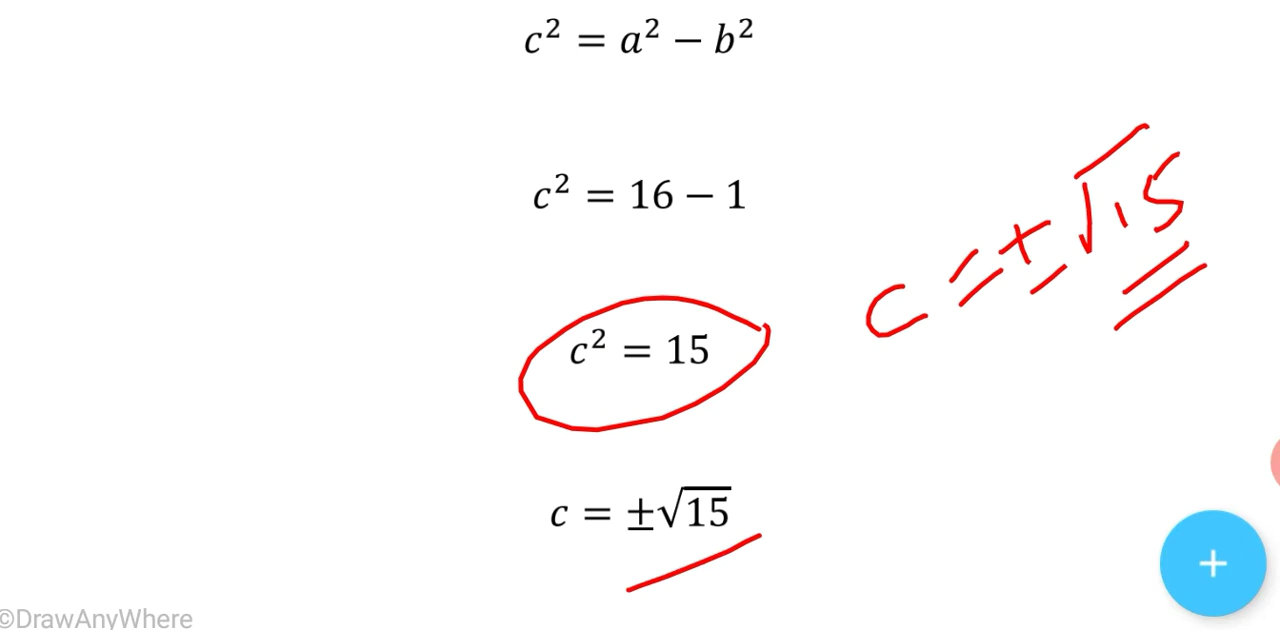 c² = a² − b²
c² = 16 − 1
c = ±√15
c² = 15
c = ±√15
+
©DrawAnyWhere